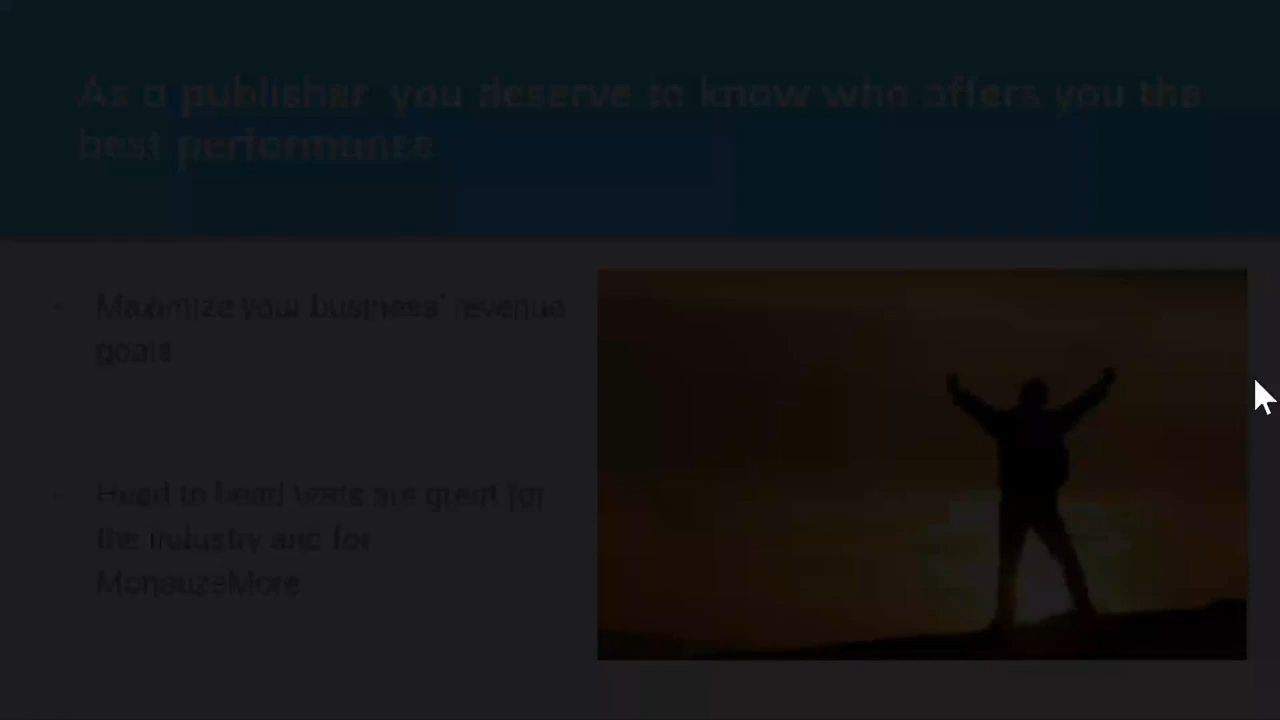 As a publisher, you deserve to know who offers you the
best performance
- Maximize your business' revenue
goals
- Head to head tests are great for
the industry and for
MonetizeMore